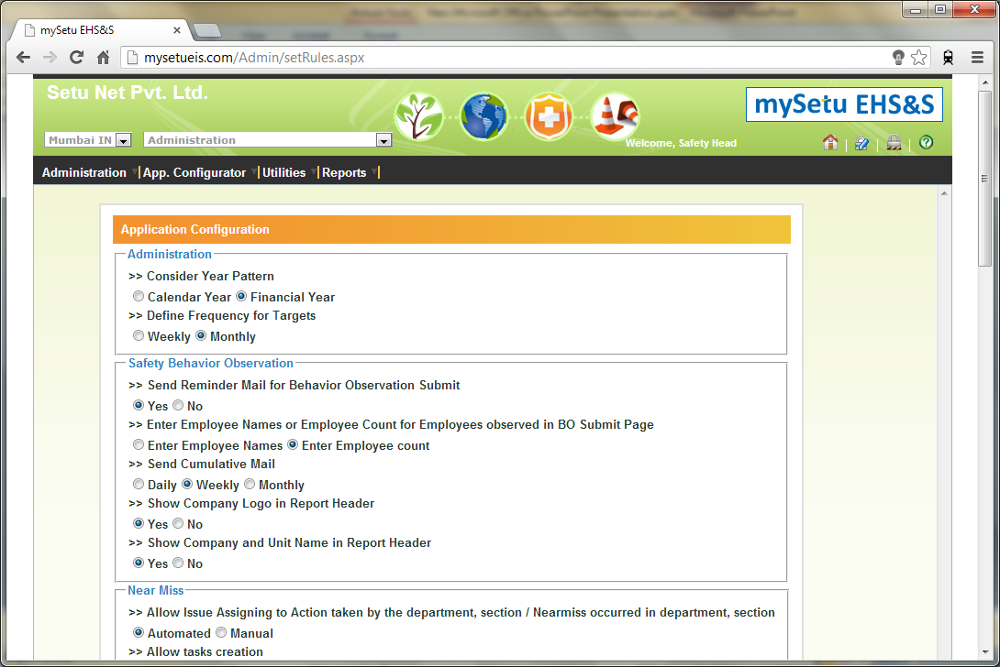 mySetu EHS&S
mysetueis.com/Admin/setRules.aspx
Setu Net Pvt. Ltd.
mySetu EHS&S
Mumbai IN
Administration
Welcome, Safety Head
Administration
App. Configurator
Utilities
Reports
Application Configuration
Administration
>> Consider Year Pattern
Calendar Year Financial Year
>> Define Frequency for Targets
Weekly Monthly
Safety Behavior Observation
>> Send Reminder Mail for Behavior Observation Submit
Yes No
>> Enter Employee Names or Employee Count for Employees observed in BO Submit Page
Enter Employee Names Enter Employee count
>> Send Cumulative Mail
Daily Weekly Monthly
>> Show Company Logo in Report Header
Yes No
>> Show Company and Unit Name in Report Header
Yes No
Near Miss
>> Allow Issue Assigning to Action taken by the department, section / Nearmiss occurred in department, section
Automated Manual
>> Allow tasks creation